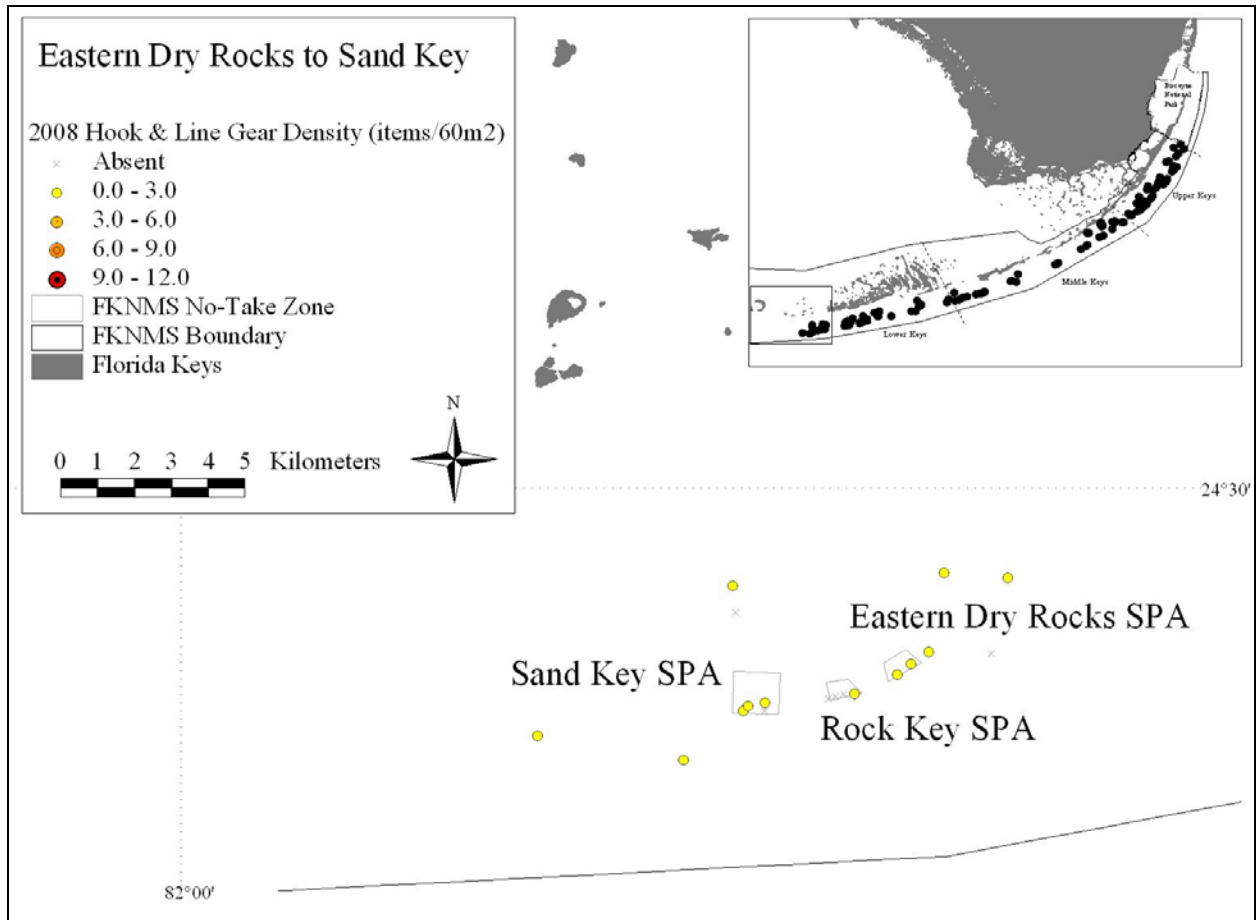 Eastern Dry Rocks to Sand Key
2008 Hook & Line Gear Density (items/60m2)
Absent
0.0 - 3.0
3.0 - 6.0
6.0 - 9.0
9.0 - 12.0
FKNMS No-Take Zone
FKNMS Boundary
Florida Keys
N
0 1 2 3 4 5 Kilometers
Biscayne
National
Park
Upper Keys
Middle Keys
Lower Keys
24°30'
Eastern Dry Rocks SPA
Sand Key SPA
Rock Key SPA
82°00'